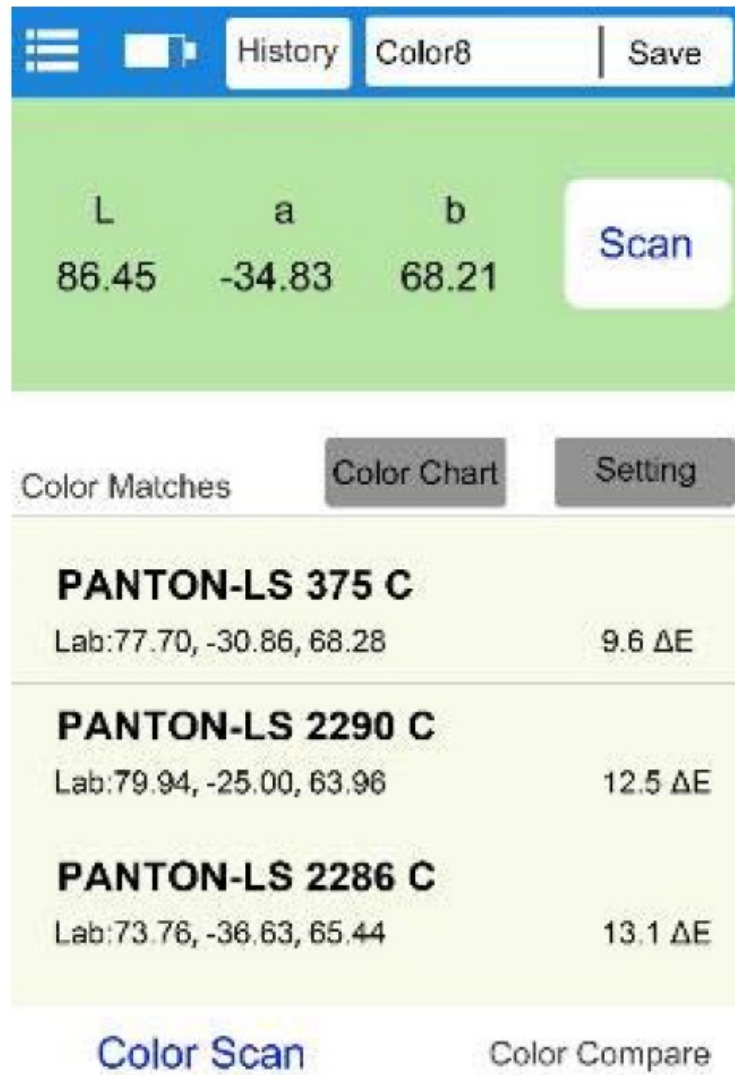 History Color8 Save
L a b
86.45 -34.83 68.21
Scan
Color Matches Color Chart Setting
PANTON-LS 375 C
Lab:77.70, -30.86, 68.28 9.6 ΔE
PANTON-LS 2290 C
Lab:79.94, -25.00, 63.96 12.5 ΔE
PANTON-LS 2286 C
Lab:73.76, -36.63, 65.44 13.1 ΔE
Color Scan Color Compare